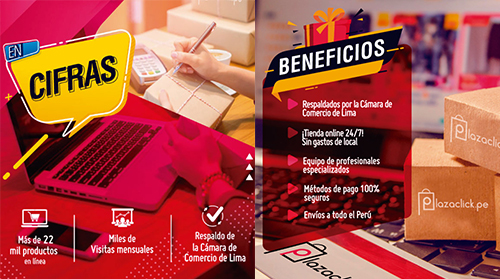 EN
CIFRAS
Más de 22
mil productos
en línea
Miles de
Visitas mensuales
Respaldo de
la Cámara de
Comercio de Lima
BENEFICIOS
Respaldados por la Cámara de
Comercio de Lima
¡Tienda online 24/7!
Sin gastos de local
Equipo de profesionales
especializados
Métodos de pago 100%
seguros
Envíos a todo el Perú
Plazaclick.pe
Plazaclick.pe
Plazaclick.pe